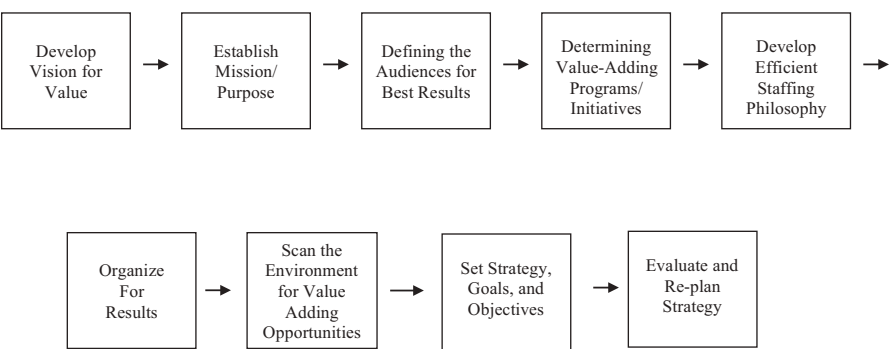 Develop
Vision for
Value
Establish
Mission/
Purpose
Defining the
Audiences for
Best Results
Determining
Value-Adding
Programs/
Initiatives
Develop
Efficient
Staffing
Philosophy
Organize
For
Results
Scan the
Environment
for Value
Adding
Opportunities
Set Strategy,
Goals, and
Objectives
Evaluate and
Re-plan
Strategy